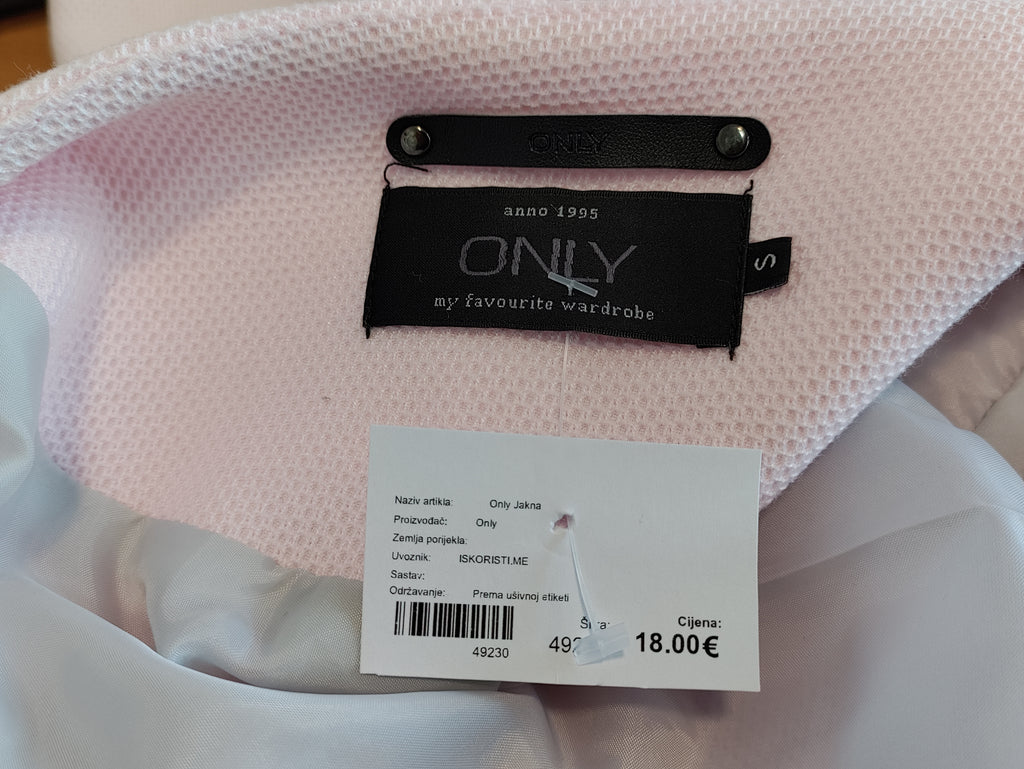 ONLY
anno 1995
ONLY
my favourite wardrobe
S
Naziv artikla: Only Jakna
Proizvođač: Only
Zemlja porijekla:
Uvoznik: ISKORISTI.ME
Sastav:
Održavanje: Prema ušivnoj etiketi
49230
Cijena:
18.00€